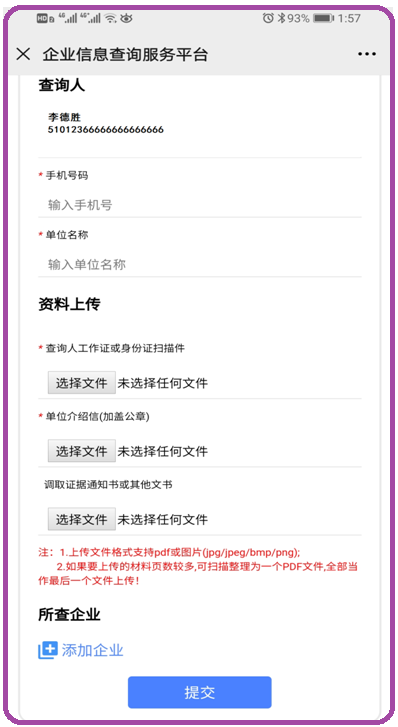 HD 2 4G 4G⁺ 93% 1:57
企业信息查询服务平台
查询人
李德胜
51012366666666666666
* 手机号码
输入手机号
* 单位名称
输入单位名称
资料上传
* 查询人工作证或身份证扫描件
选择文件 未选择任何文件
* 单位介绍信(加盖公章)
选择文件 未选择任何文件
调取证据通知书或其他文书
选择文件 未选择任何文件
注：1.上传文件格式支持pdf或图片(jpg/jpeg/bmp/png);
2.如果要上传的材料页数较多,可扫描整理为一个PDF文件,全部当
作最后一个文件上传！
所查企业
添加企业
提交